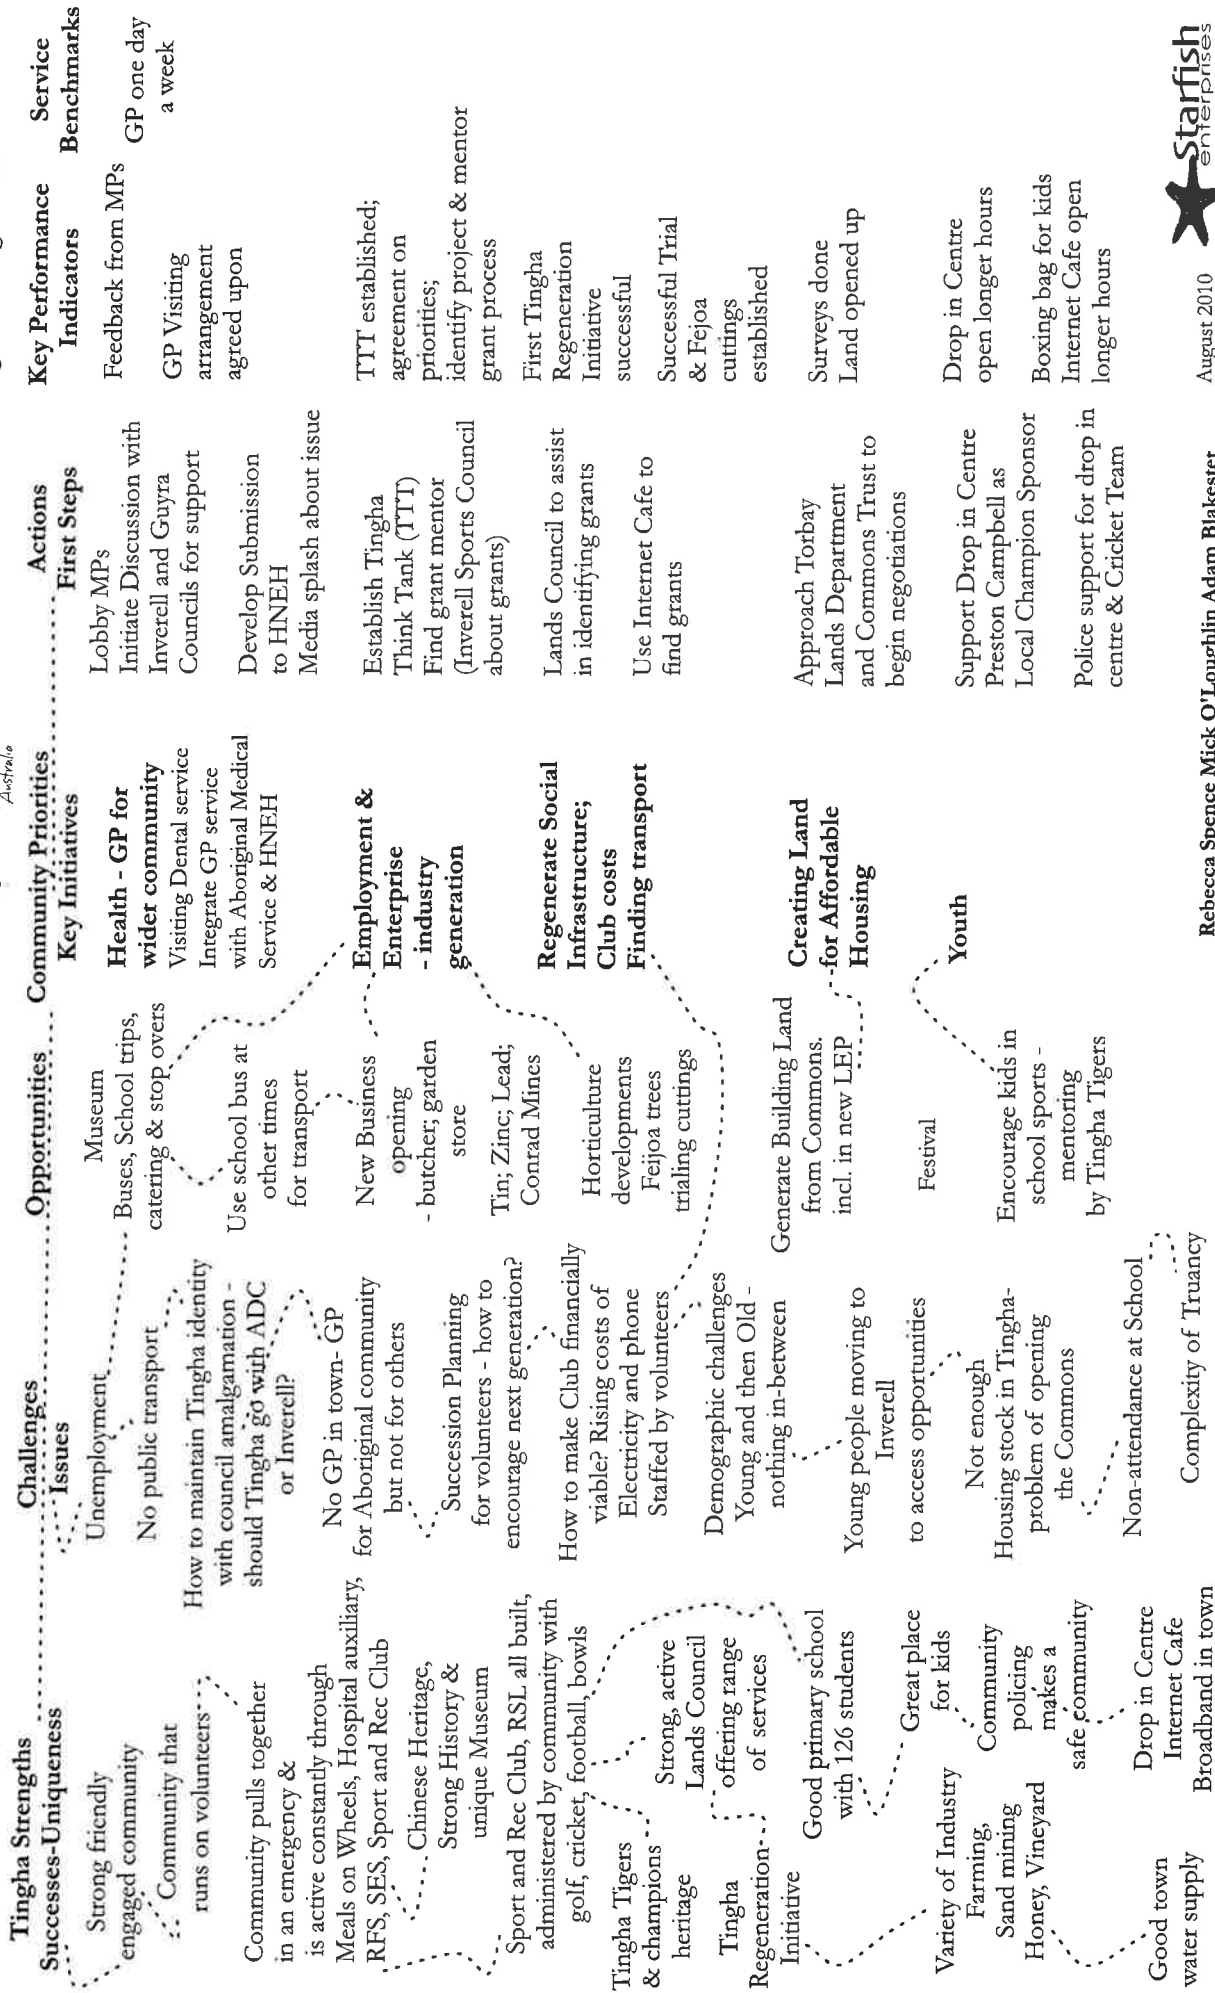 Australia
Tingha Strengths
Successes-Uniqueness
Strong friendly
engaged community
Community that
runs on volunteers
Community pulls together
in an emergency &
is active constantly through
Meals on Wheels, Hospital auxiliary,
RFS, SES, Sport and Rec Club
Chinese Heritage,
Strong History &
unique Museum
Sport and Rec Club, RSL all built,
administered by community with
golf, cricket, football, bowls
Tingha Tigers
& champions
heritage
Strong, active
Lands Council
offering range
of services
Tingha
Regeneration
Initiative
Good primary school
with 126 students
Great place
for kids
Variety of Industry
Farming,
Sand mining
Honey, Vineyard
Community
policing
makes a
safe community
Good town
water supply
Drop in Centre
Internet Cafe
Broadband in town
Challenges
Issues
Unemployment
No public transport
How to maintain Tingha identity
with council amalgamation -
should Tingha go with ADC
or Inverell?
No GP in town- GP
for Aboriginal community
but not for others
Succession Planning
for volunteers - how to
encourage next generation?
How to make Club financially
viable? Rising costs of
Electricity and phone
Staffed by volunteers
Demographic challenges
Young and then Old -
nothing in-between
Young people moving to
Inverell
to access opportunities
Not enough
Housing stock in Tingha-
problem of opening
the Commons
Non-attendance at School
Complexity of Truancy
Opportunities
Museum
Buses, School trips,
catering & stop overs
Use school bus at
other times
for transport
New Business
opening
- butcher; garden
store
Tin; Zinc; Lead;
Conrad Mines
Horticulture
developments
Feijoa trees
trialing cuttings
Generate Building Land
from Commons.
incl. in new LEP
Festival
Encourage kids in
school sports -
mentoring
by Tingha Tigers
Community Priorities
Key Initiatives
Health - GP for
wider community
Visiting Dental service
Integrate GP service
with Aboriginal Medical
Service & HNEH
Employment &
Enterprise
- industry
generation
Regenerate Social
Infrastructure;
Club costs
Finding transport
Creating Land
for Affordable
Housing
Youth
Actions
First Steps
Lobby MPs
Initiate Discussion with
Inverell and Guyra
Councils for support
Develop Submission
to HNEH
Media splash about issue
Establish Tingha
Think Tank (TTT)
Find grant mentor
(Inverell Sports Council
about grants)
Lands Council to assist
in identifying grants
Use Internet Cafe to
find grants
Approach Torbay
Lands Department
and Commons Trust to
begin negotiations
Support Drop in Centre
Preston Campbell as
Local Champion Sponsor
Police support for drop in
centre & Cricket Team
Key Performance
Indicators
Feedback from MPs
GP Visiting
arrangement
agreed upon
TTT established;
agreement on
priorities;
identify project & mentor
grant process
First Tingha
Regeneration
Initiative
successful
Successful Trial
& Fejoa
cuttings
established
Surveys done
Land opened up
Drop in Centre
open longer hours
Boxing bag for kids
Internet Cafe open
longer hours
Service
Benchmarks
GP one day
a week
Rebecca Spence Mick O'Loughlin Adam Blakester
August 2010
Starfish
enterprises